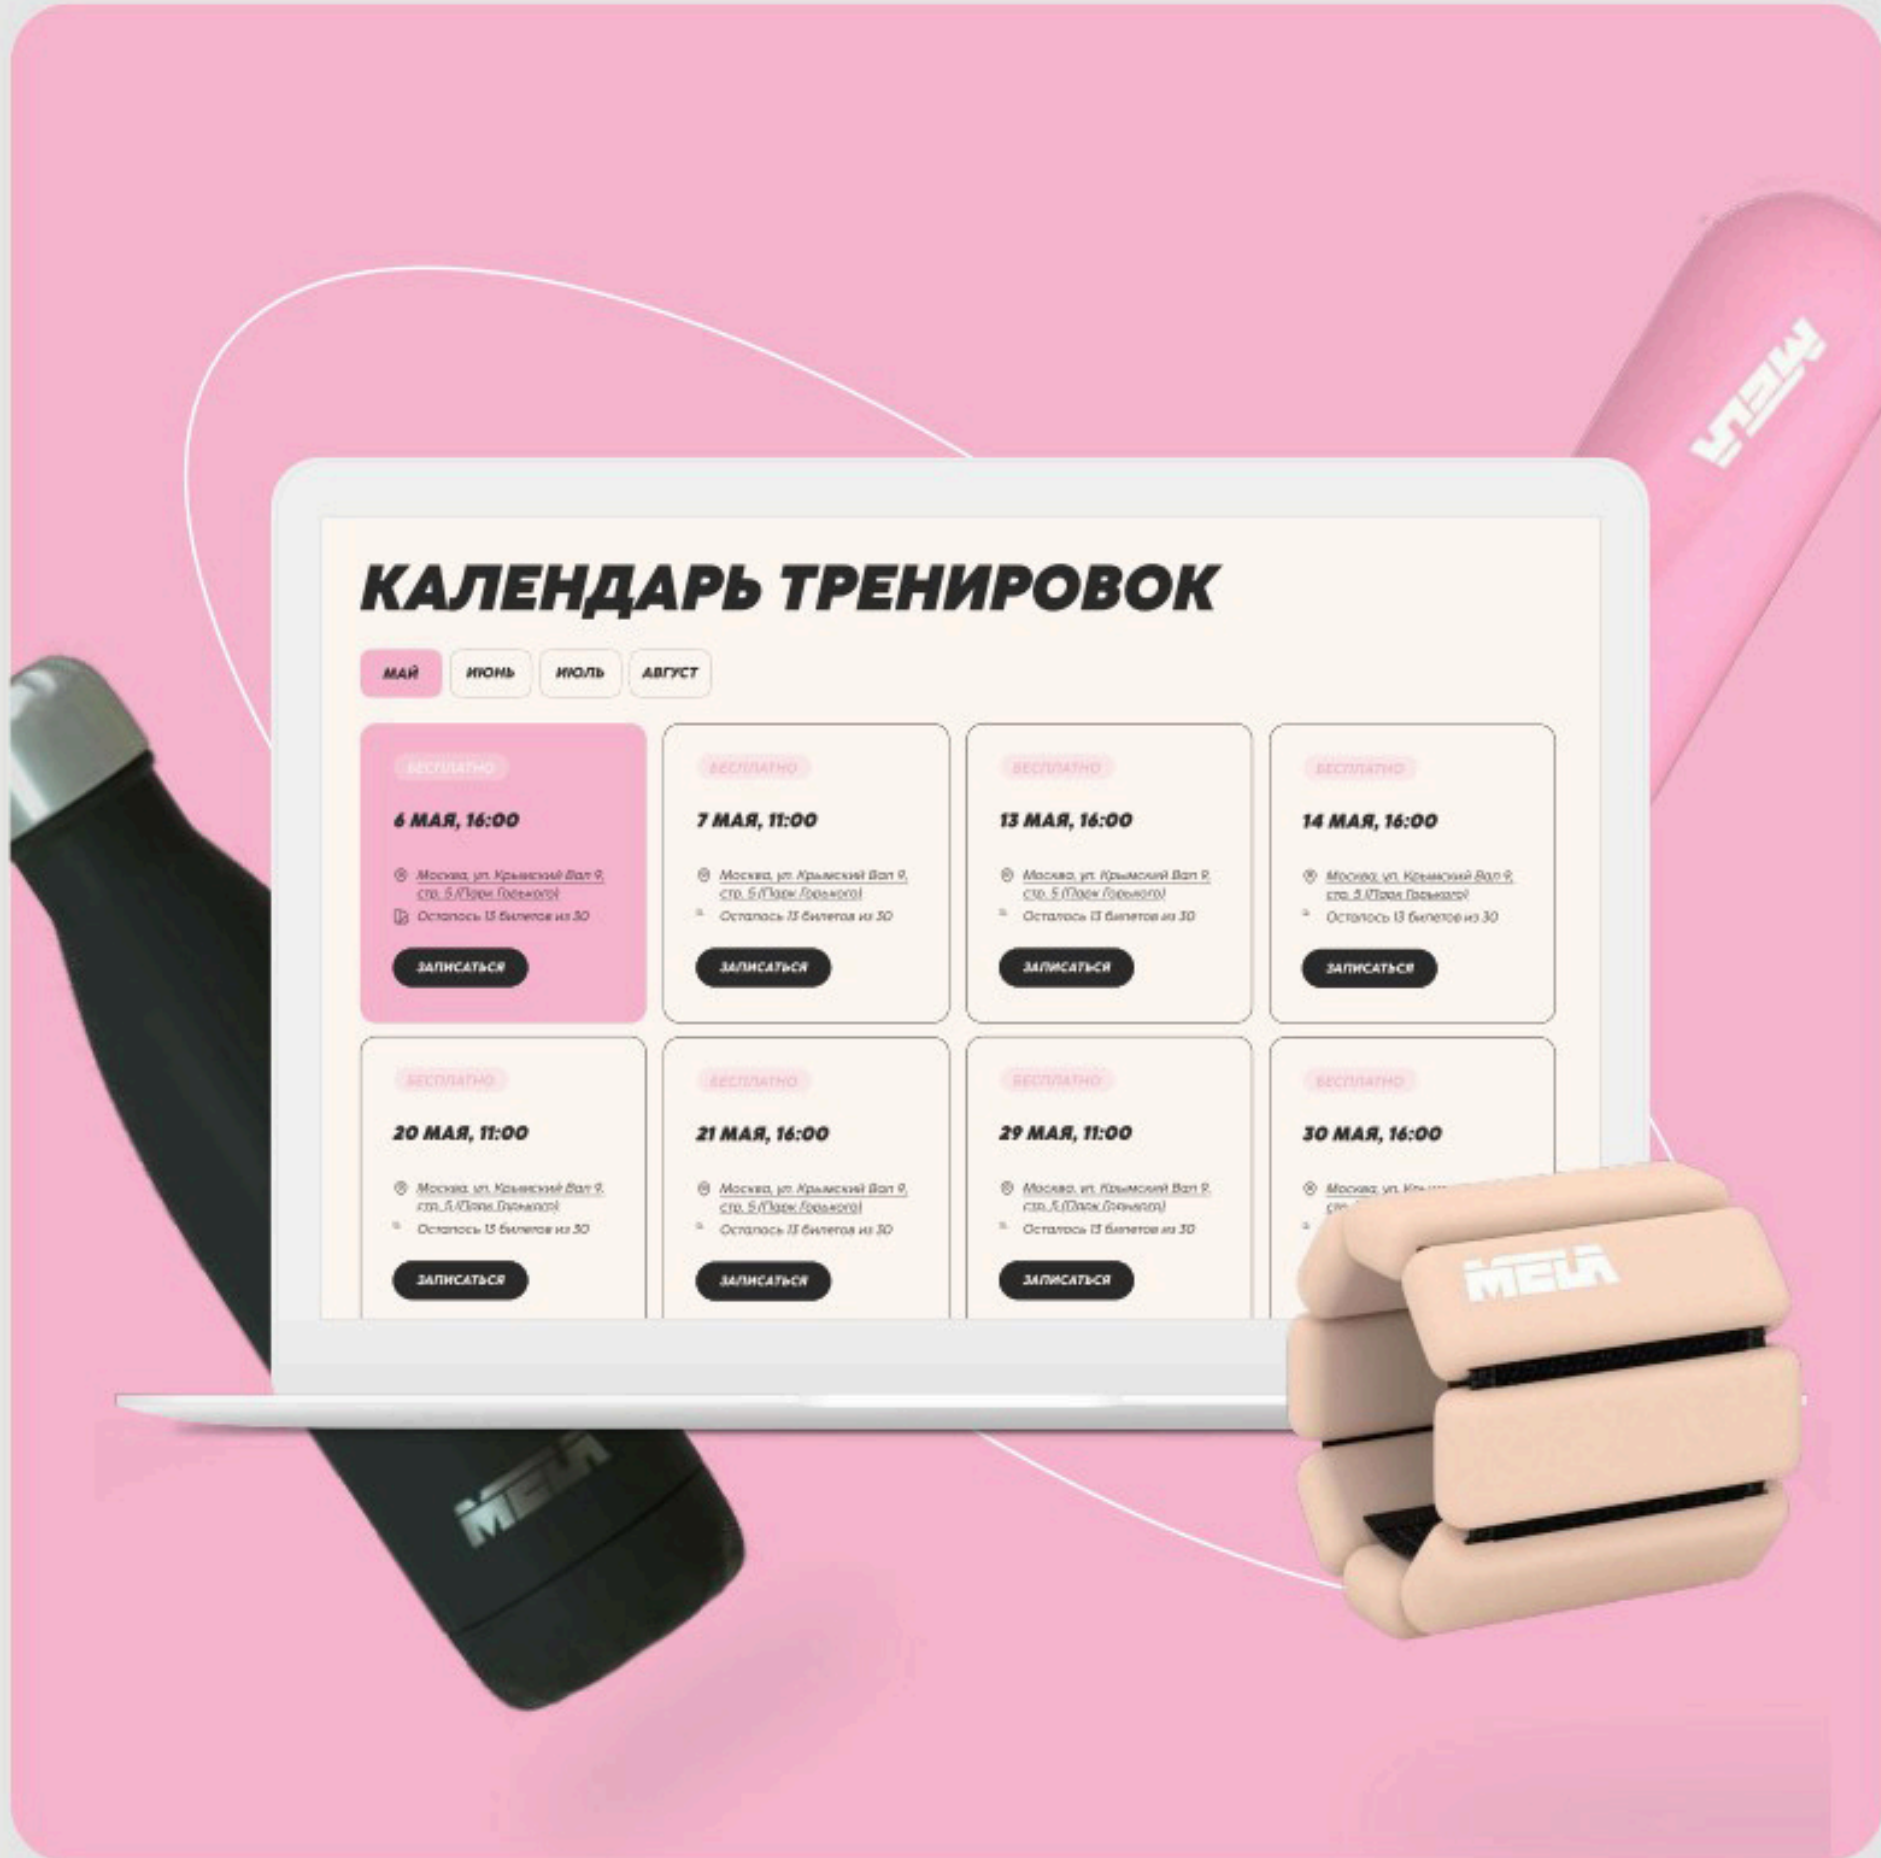 MELA
КАЛЕНДАРЬ ТРЕНИРОВОК
МАЙ
ИЮНЬ
ИЮЛЬ
АВГУСТ
БЕСПЛАТНО
6 МАЯ, 16:00
Москва, ул. Крымский Вал 9,
стр. 5 (Парк Горького)
Осталось 13 билетов из 30
ЗАПИСАТЬСЯ
БЕСПЛАТНО
7 МАЯ, 11:00
Москва, ул. Крымский Вал 9,
стр. 5 (Парк Горького)
Осталось 13 билетов из 30
ЗАПИСАТЬСЯ
БЕСПЛАТНО
13 МАЯ, 16:00
Москва, ул. Крымский Вал 9,
стр. 5 (Парк Горького)
Осталось 13 билетов из 30
ЗАПИСАТЬСЯ
БЕСПЛАТНО
14 МАЯ, 16:00
Москва, ул. Крымский Вал 9,
стр. 5 (Парк Горького)
Осталось 13 билетов из 30
ЗАПИСАТЬСЯ
БЕСПЛАТНО
20 МАЯ, 11:00
Москва, ул. Крымский Вал 9,
стр. 5 (Парк Горького)
Осталось 13 билетов из 30
ЗАПИСАТЬСЯ
БЕСПЛАТНО
21 МАЯ, 16:00
Москва, ул. Крымский Вал 9,
стр. 5 (Парк Горького)
Осталось 13 билетов из 30
ЗАПИСАТЬСЯ
БЕСПЛАТНО
29 МАЯ, 11:00
Москва, ул. Крымский Вал 9,
стр. 5 (Парк Горького)
Осталось 13 билетов из 30
ЗАПИСАТЬСЯ
БЕСПЛАТНО
30 МАЯ, 16:00
Москва, ул.
MELA
MELA